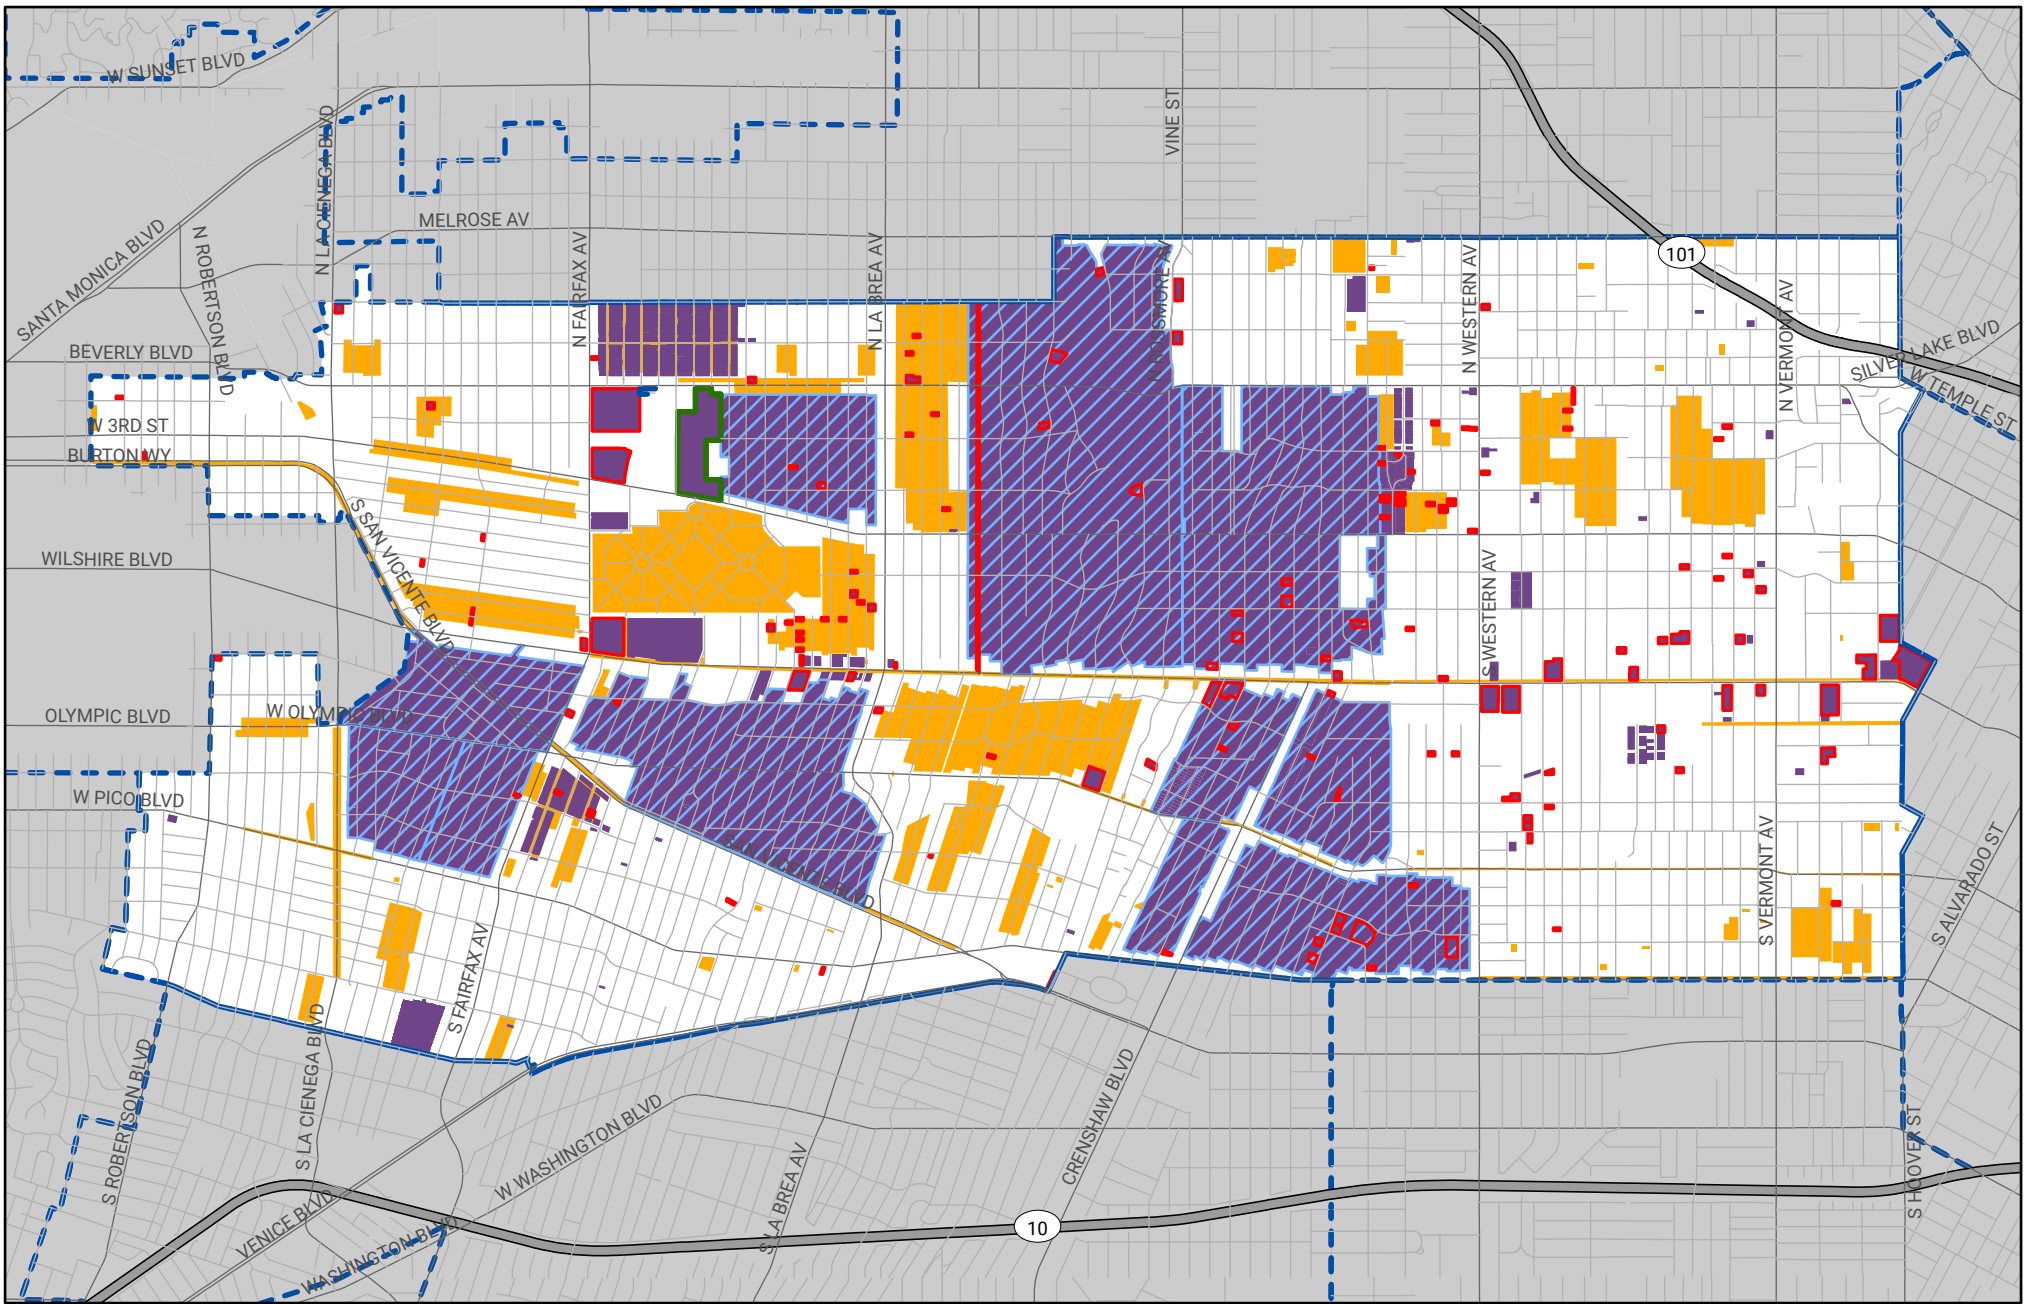 W SUNSET BLVD
N LA CIENEGA BLVD
VINE ST
MELROSE AV
SANTA MONICA BLVD
N ROBERTSON BLVD
N FAIRFAX AV
N LA BREA AV
N ROSSMORE AV
N WESTERN AV
101
N VERMONT AV
SILVER LAKE BLVD
W TEMPLE ST
BEVERLY BLVD
W 3RD ST
BURTON WY
S SAN VICENTE BLVD
WILSHIRE BLVD
S WESTERN AV
OLYMPIC BLVD
W OLYMPIC BLVD
W PICO BLVD
SAN VICENTE BLVD
S VERMONT AV
S ALVARADO ST
S FAIRFAX AV
S LA CIENEGA BLVD
S ROBERTSON BLVD
W WASHINGTON BLVD
CRENSHAW BLVD
S LA BREA AV
S HOOVER ST
VENICE BLVD
WASHINGTON BLVD
10